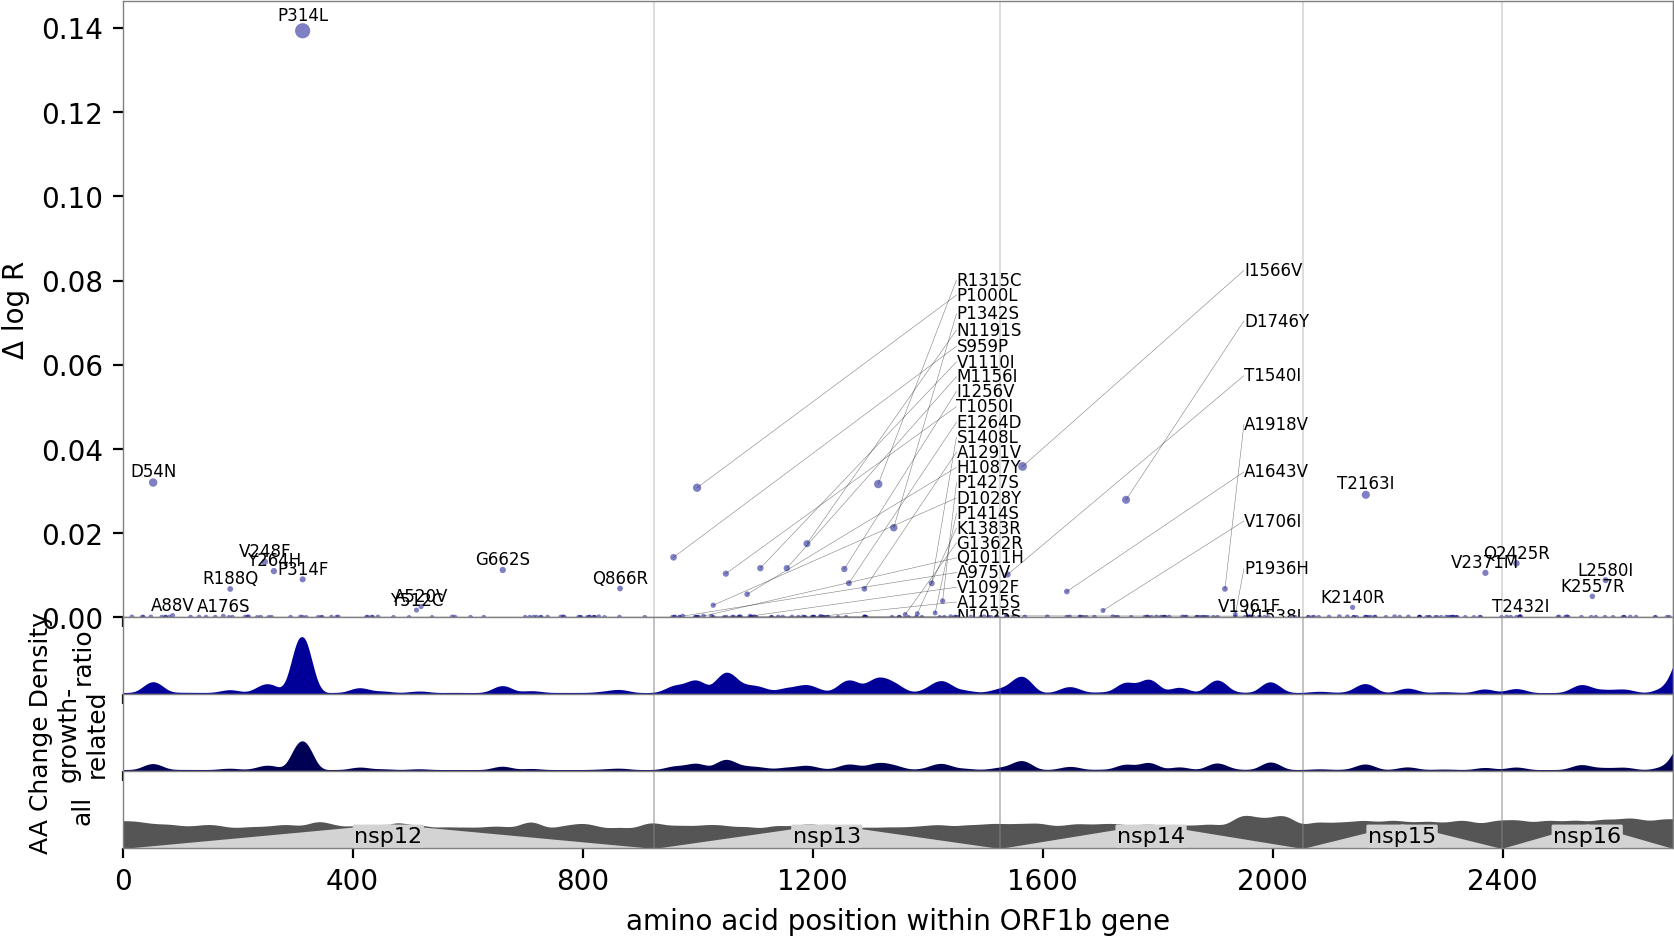 P314L
0.14
0.12
0.10
0.08
0.06
0.04
0.02
0.00
Δ log R
D54N
V248F
Y264H
P314F
R188Q
A88V
A176S
A520V
Y512C
G662S
Q866R
R1315C
P1000L
P1342S
N1191S
S959P
V1110I
M1156I
I1256V
T1050I
E1264D
S1408L
A1291V
H1087Y
P1427S
D1028Y
P1414S
K1383R
G1362R
Q1011H
A975V
V1092F
A1215S
N1025S
I1566V
D1746Y
T1540I
A1918V
A1643V
V1706I
P1936H
V1961F
V1538I
T2163I
K2140R
V2371M
Q2425R
L2580I
K2557R
T2432I
AA Change Density
ratio
growth-
related
all
nsp12
nsp13
nsp14
nsp15
nsp16
0
400
800
1200
1600
2000
2400
amino acid position within ORF1b gene